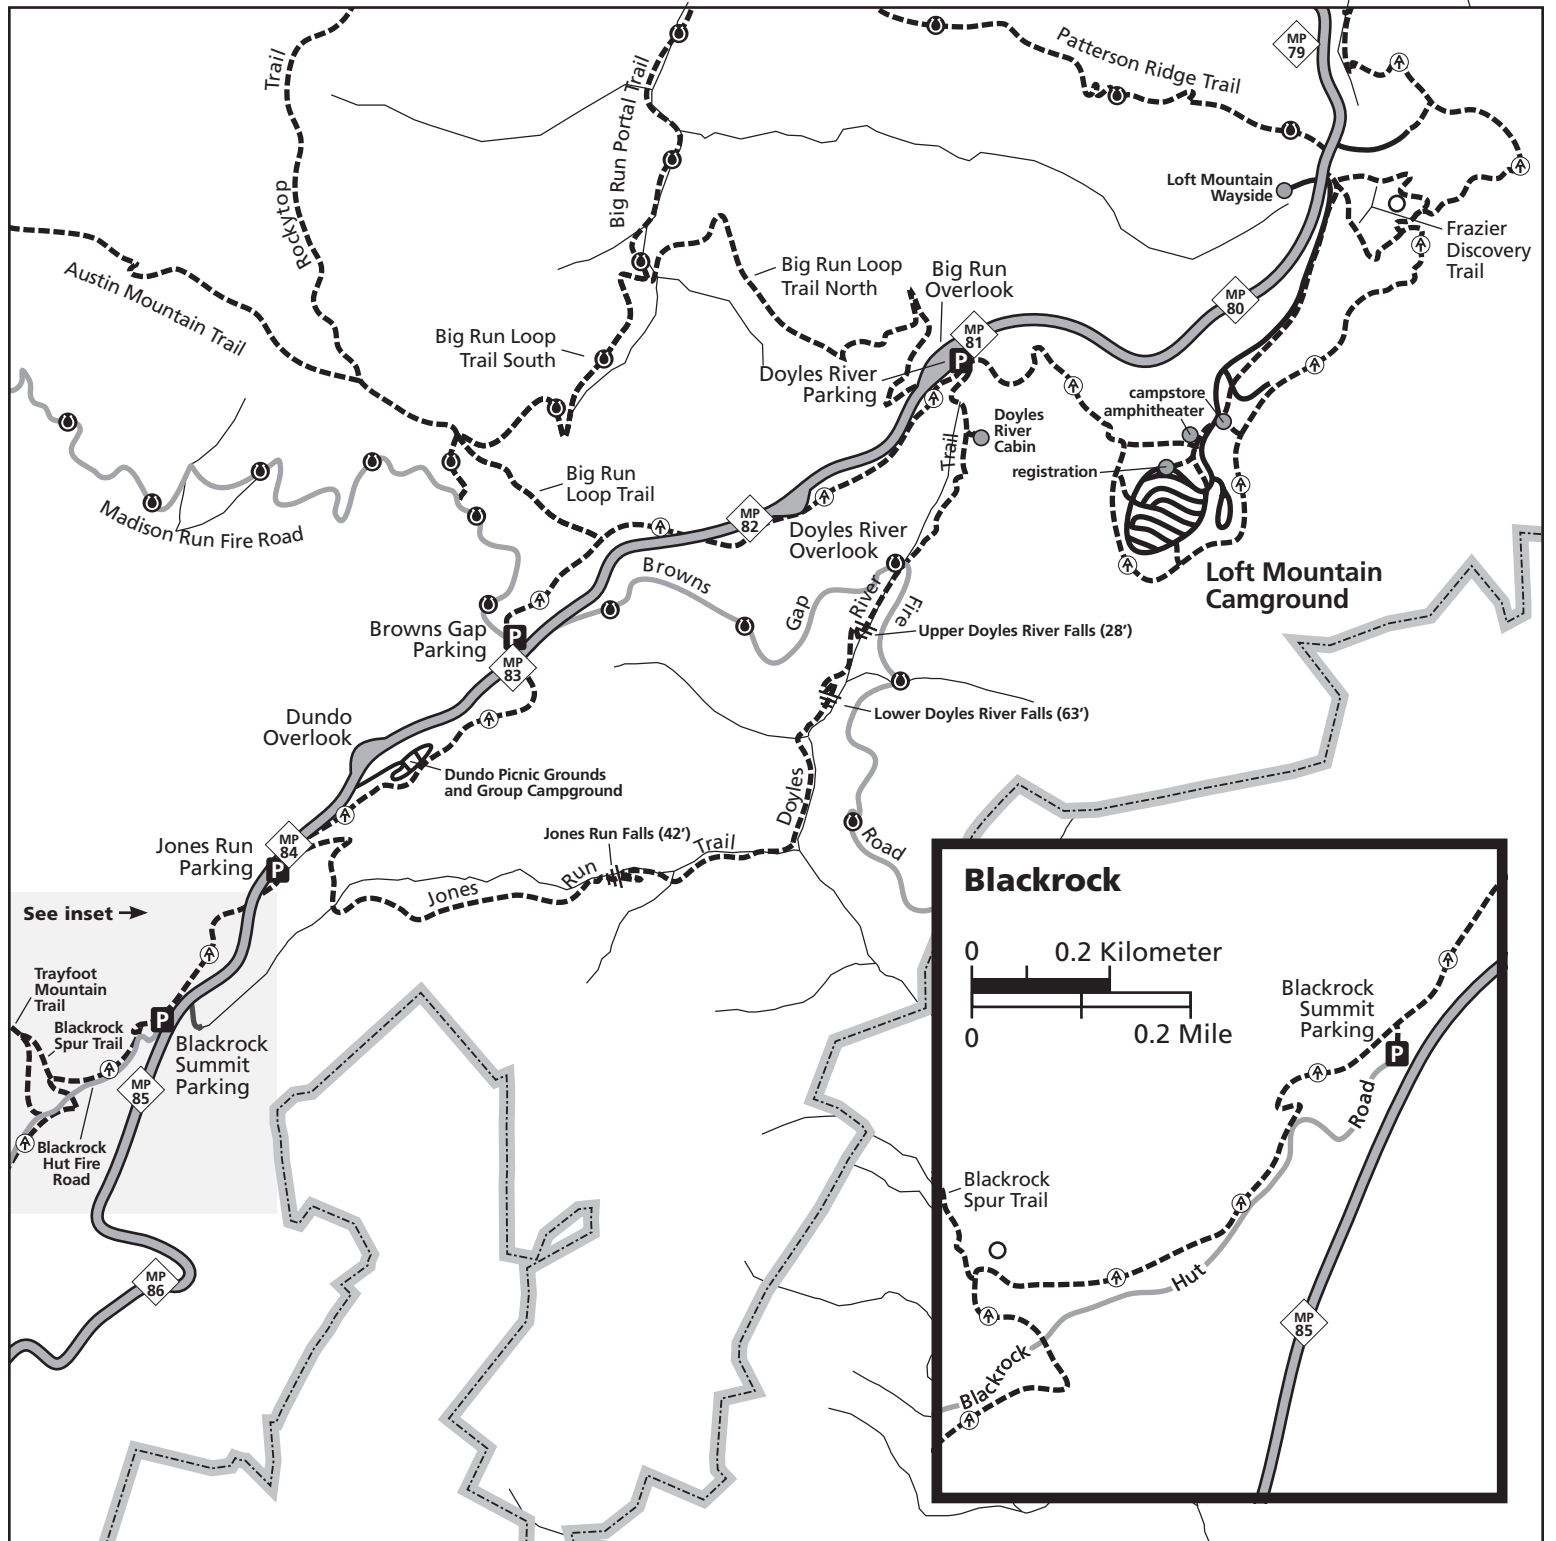 MP
79
Patterson Ridge Trail
Trail
Rockytop
Big Run Portal Trail
Loft Mountain
Wayside
Frazier
Discovery
Trail
Austin Mountain Trail
Big Run Loop
Trail North
Big Run
Overlook
MP
80
MP
81
P
Big Run Loop
Trail South
Doyles River
Parking
campstore
amphitheater
registration
Doyles
River
Cabin
Trail
Big Run
Loop Trail
Madison Run Fire Road
MP
82
Doyles River
Overlook
Loft Mountain
Camground
Browns
Gap
River
Fire
Upper Doyles River Falls (28’)
Browns Gap
Parking
P
MP
83
Lower Doyles River Falls (63’)
Dundo
Overlook
Dundo Picnic Grounds
and Group Campground
Doyles
Road
Jones Run
Parking
MP
84
P
Jones Run Falls (42’)
Jones
Run
Trail
See inset
Trayfoot
Mountain
Trail
Blackrock
Spur Trail
P
Blackrock
Summit
Parking
MP
85
Blackrock
Hut Fire
Road
MP
86
Blackrock
0
0.2 Kilometer
0
0.2 Mile
Blackrock
Summit
Parking
P
Road
Blackrock
Spur Trail
Hut
Blackrock
MP
85